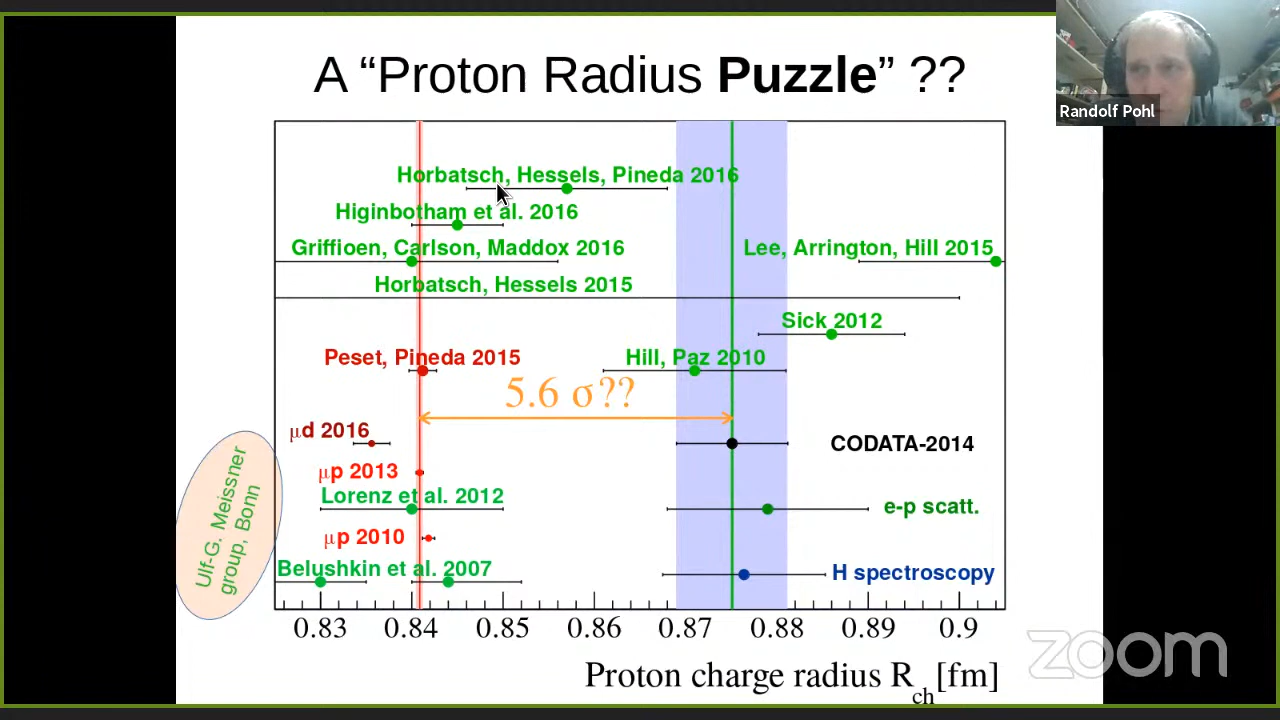 A “Proton Radius Puzzle” ??
Randolf Pohl
Horbatsch, Hessels, Pineda 2016
Higinbotham et al. 2016
Griffioen, Carlson, Maddox 2016
Lee, Arrington, Hill 2015
Horbatsch, Hessels 2015
Sick 2012
Peset, Pineda 2015
Hill, Paz 2010
5.6 σ??
μd 2016
CODATA-2014
μp 2013
Lorenz et al. 2012
e-p scatt.
μp 2010
Belushkin et al. 2007
H spectroscopy
Ulf-G. Meissner
group, Bonn
0.83 0.84 0.85 0.86 0.87 0.88 0.89 0.9
Proton charge radius Rch [fm]
zoom